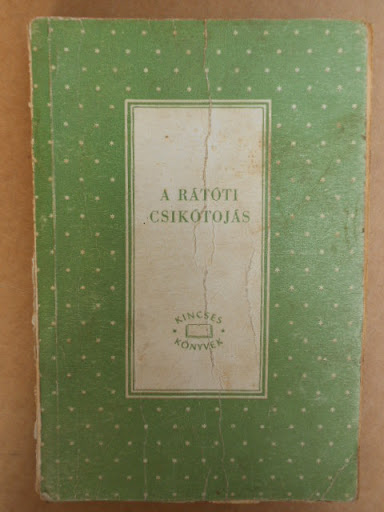 A RÁTÓTI
CSIKÓTOJÁS
KINCSES
KÖNYVEK